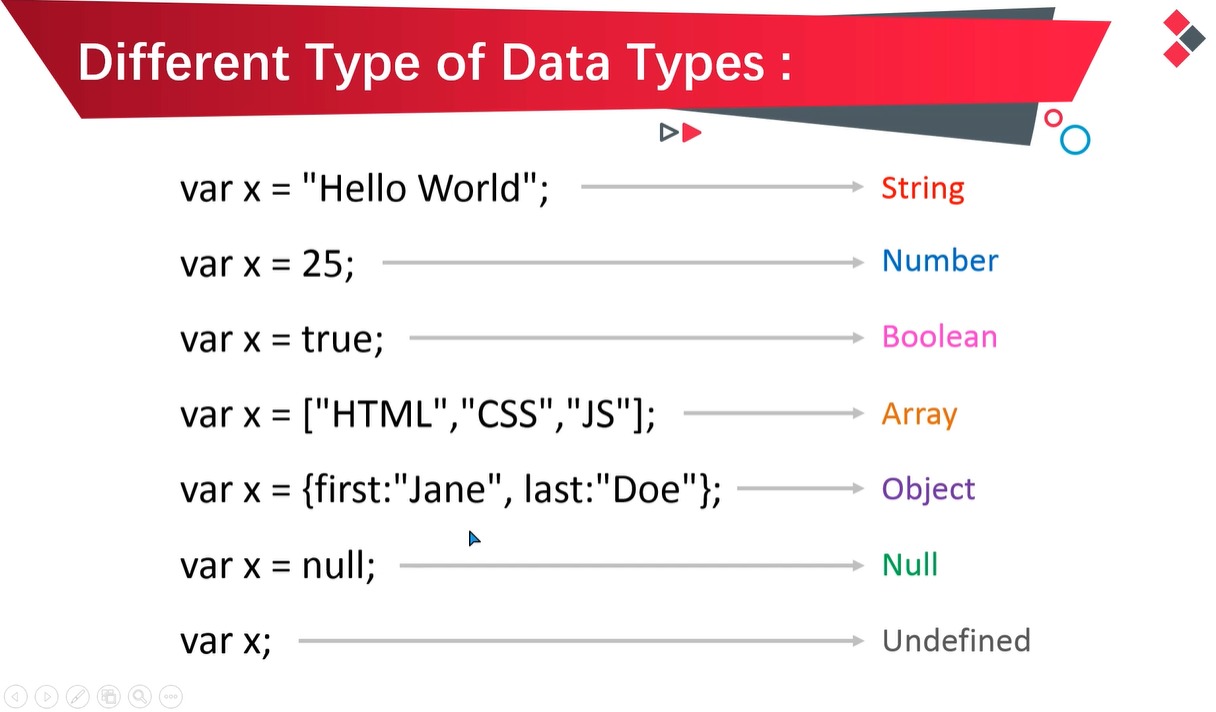 Different Type of Data Types :
var x = "Hello World"; String
var x = 25; Number
var x = true; Boolean
var x = ["HTML","CSS","JS"]; Array
var x = {first:"Jane", last:"Doe"}; Object
var x = null; Null
var x; Undefined